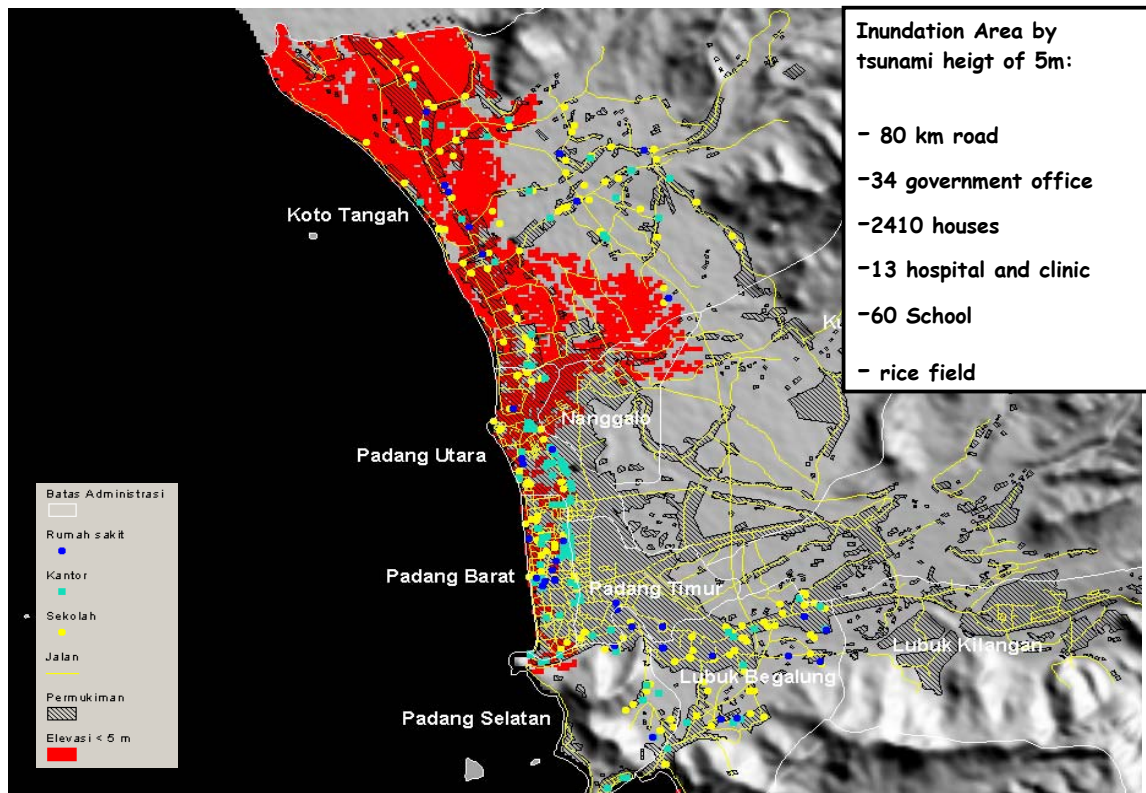 Inundation Area by
tsunami heigt of 5m:
- 80 km road
-34 government office
-2410 houses
-13 hospital and clinic
-60 School
- rice field
Koto Tangah
Nanggalo
Padang Utara
Padang Barat
Padang Timur
Lubuk Kilangan
Lubuk Begalung
Padang Selatan
Batas Administrasi
Rumah sakit
Kantor
Sekolah
Jalan
Permukiman
Elevasi < 5 m